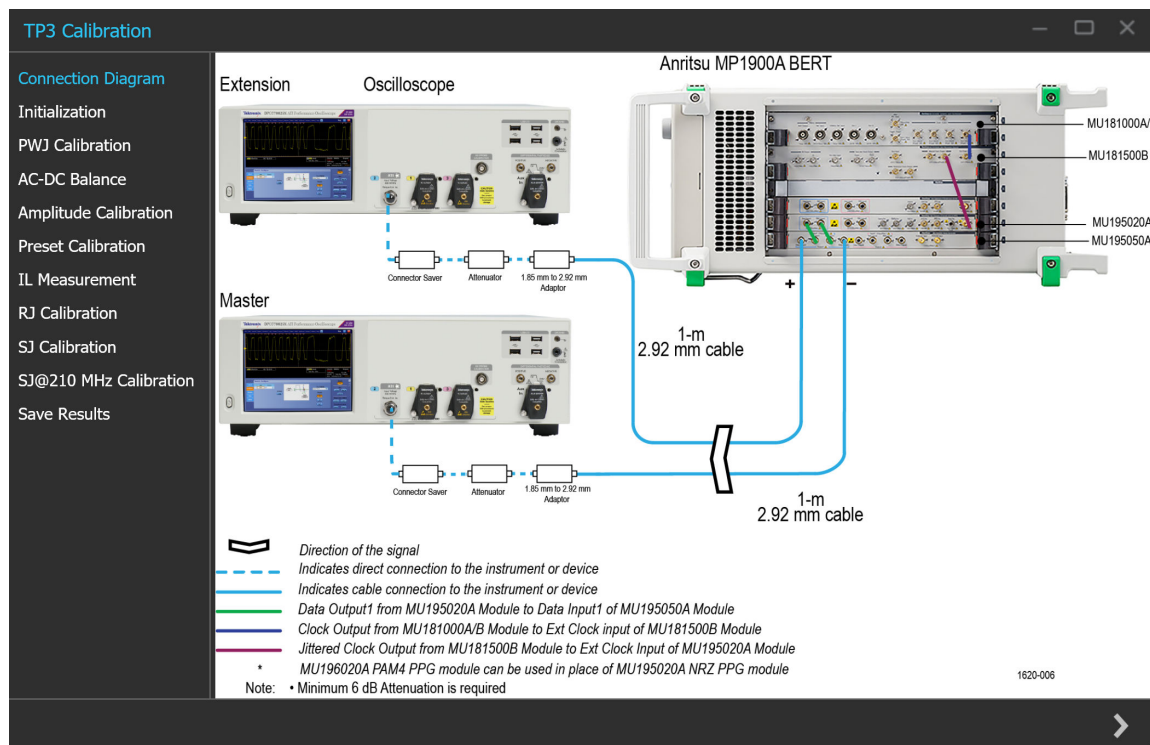 TP3 Calibration
Connection Diagram
Initialization
PWJ Calibration
AC-DC Balance
Amplitude Calibration
Preset Calibration
IL Measurement
RJ Calibration
SJ Calibration
SJ@210 MHz Calibration
Save Results
Anritsu MP1900A BERT
Extension
Oscilloscope
MU181000A/
MU181500B
MU195020A
MU195050A
Connector Saver
Attenuator
1.85 mm to 2.92 mm
Adaptor
+
−
Master
1-m
2.92 mm cable
Connector Saver
Attenuator
1.85 mm to 2.92 mm
Adaptor
1-m
2.92 mm cable
Direction of the signal
Indicates direct connection to the instrument or device
Indicates cable connection to the instrument or device
Data Output1 from MU195020A Module to Data Input1 of MU195050A Module
Clock Output from MU181000A/B Module to Ext Clock input of MU181500B Module
Jittered Clock Output from MU181500B Module to Ext Clock Input of MU195020A Module
* MU196020A PAM4 PPG module can be used in place of MU195020A NRZ PPG module
Note: • Minimum 6 dB Attenuation is required
1620-006